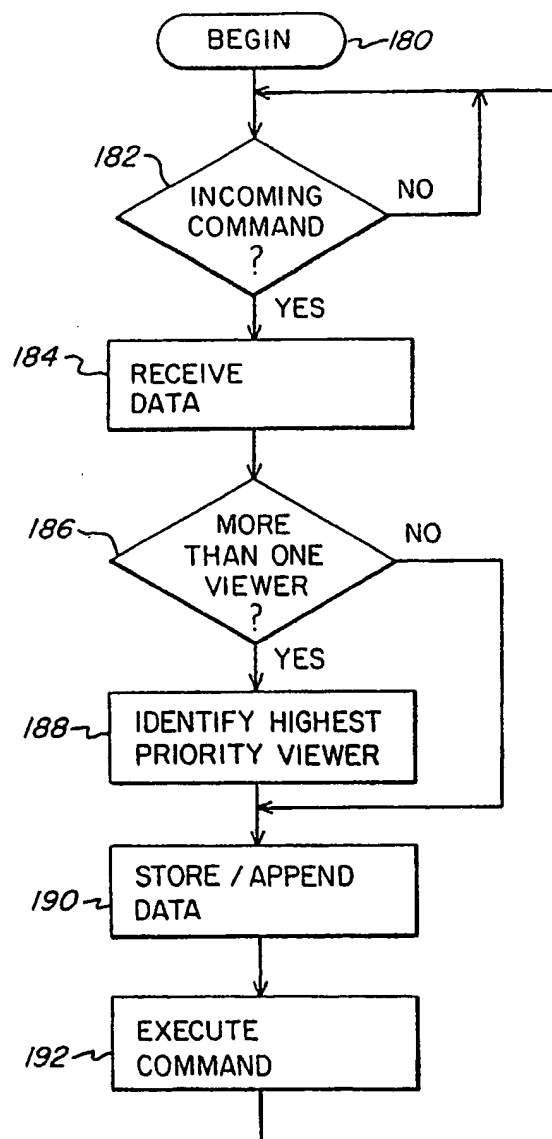 BEGIN
180
182
INCOMING
COMMAND
?
NO
YES
184
RECEIVE
DATA
186
MORE
THAN ONE
VIEWER
?
NO
YES
188
IDENTIFY HIGHEST
PRIORITY VIEWER
190
STORE / APPEND
DATA
192
EXECUTE
COMMAND